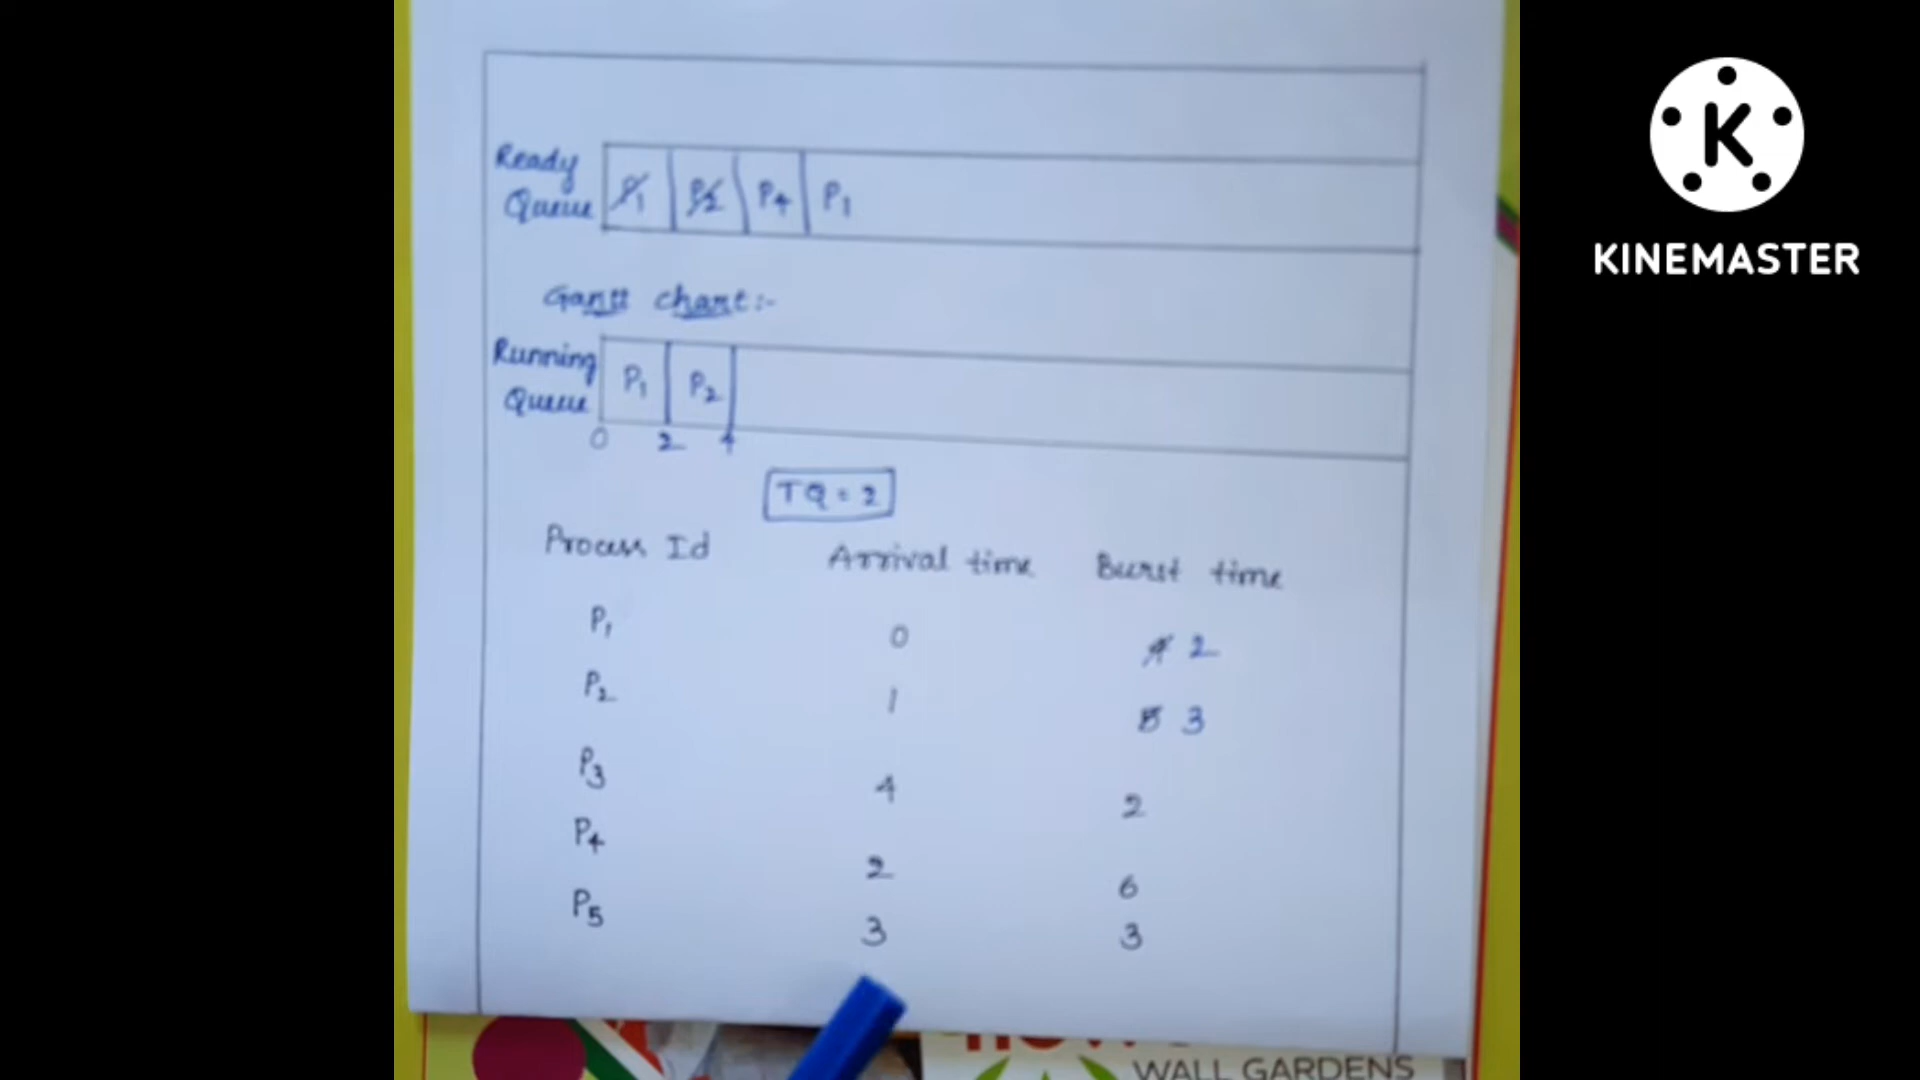 KINEMASTER
Ready
Queue
P1 P2 P4 P1
Gantt chart:-
Running
Queue
P1 P2
0 2 4
TQ = 2
Process Id Arrival time Burst time
P1 0 4 2
P2 1 5 3
P3 4 2
P4 2 6
P5 3 3
WALL GARDENS